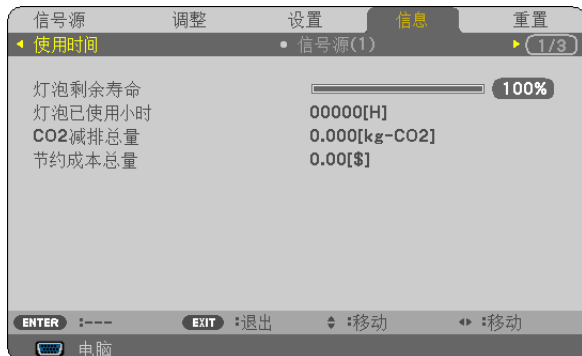 信号源 调整 设置 信息 重置
使用时间 • 信号源(1) 1/3
灯泡剩余寿命 100%
灯泡已使用小时 00000[H]
CO2减排总量 0.000[kg-CO2]
节约成本总量 0.00[$]
ENTER :--- EXIT :退出 :移动 :移动
电脑